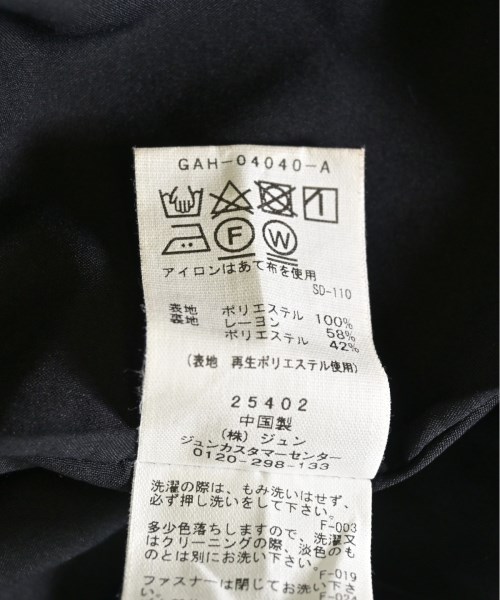 GAH-04040-A
F W
アイロンはあて布を使用
SD-110
表地 ポリエステル 100%
裏地 レーヨン 58%
ポリエステル 42%
(表地 再生ポリエステル使用)
25402
中国製
(株) ジュン
ジュンカスタマーセンター
0120-298-133
洗濯の際は、もみ洗いはせず、
必ず押し洗いをして下さい。
F-003
多少色落ちしますので、洗濯又
はクリーニングの際、淡色のも
のとは別にお洗い下さい。
F-019
ファスナーは閉じてお洗い下さ
い。